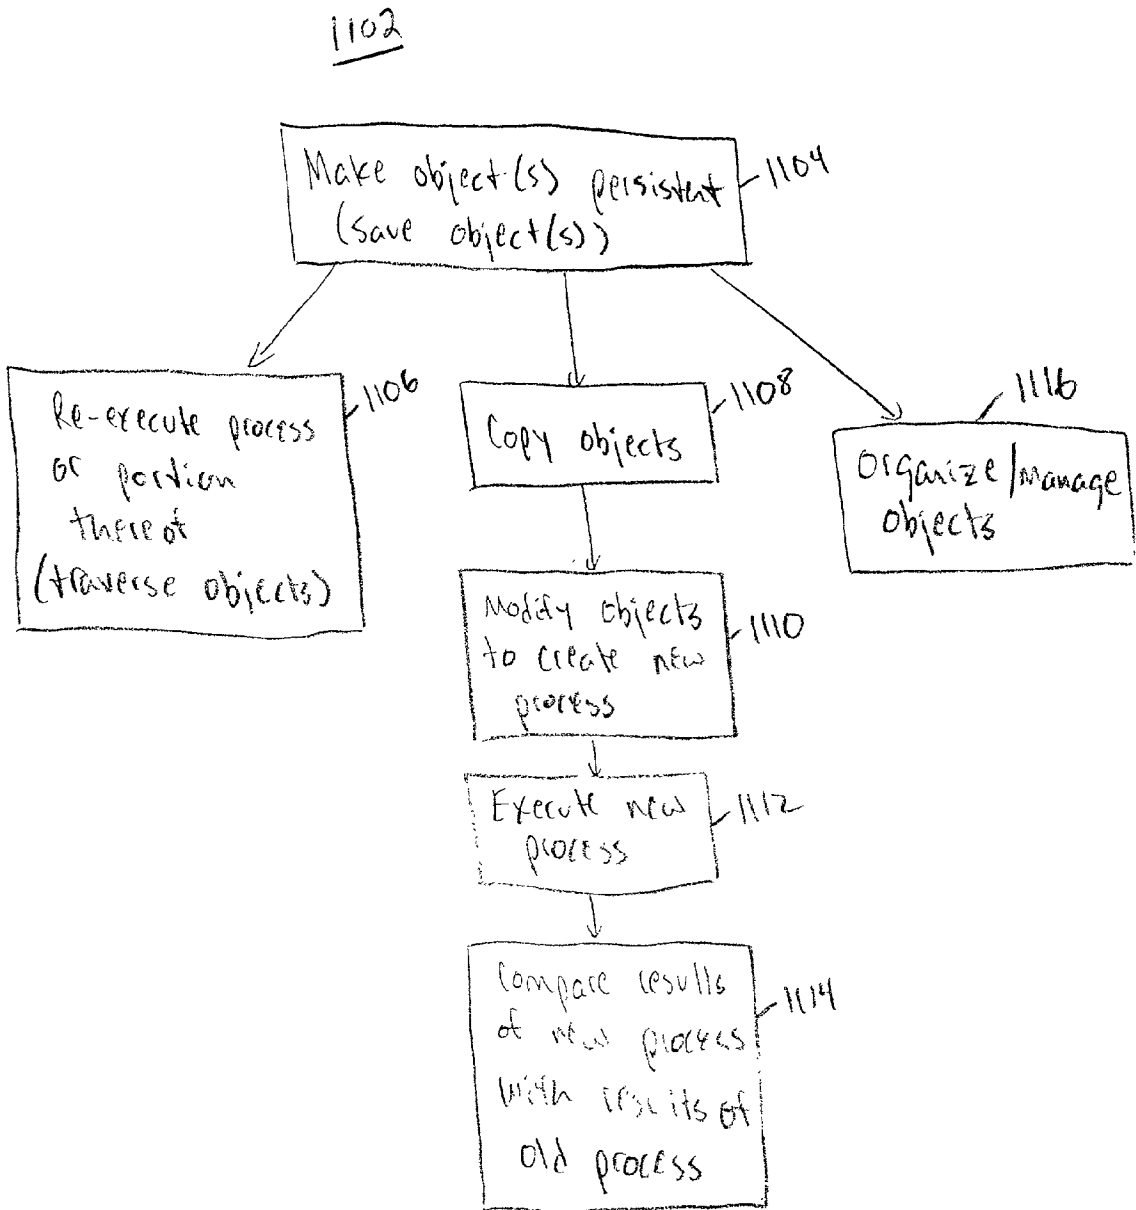 1102
Make object(s) persistent
(save object(s))
1104
Re-execute process
or portion
thereof
(traverse objects)
1106
Copy objects
1108
Organize/Manage
objects
1116
Modify objects
to create new
process
1110
Execute new
process
1112
Compare results
of new process
with results of
old process
1114